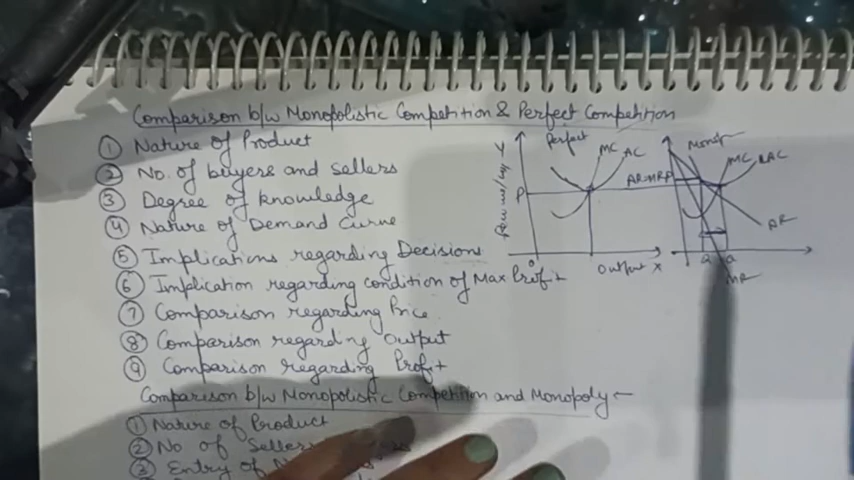 Comparison b/w Monopolistic Competition & Perfect Competition
① Nature of Product
② No. of buyers and sellers
③ Degree of knowledge
④ Nature of Demand Curve
⑤ Implications regarding Decisions
⑥ Implication regarding condition of Max Profit
⑦ Comparison regarding Price
⑧ Comparison regarding Output
⑨ Comparison regarding Profit
Comparison b/w Monopolistic Competition and Monopoly
① Nature of Product
② No of Sellers
③ Entry of
Y
Perfect
MC
AC
P
AR=MR
O
Output X
MC
LAC
AR
MR